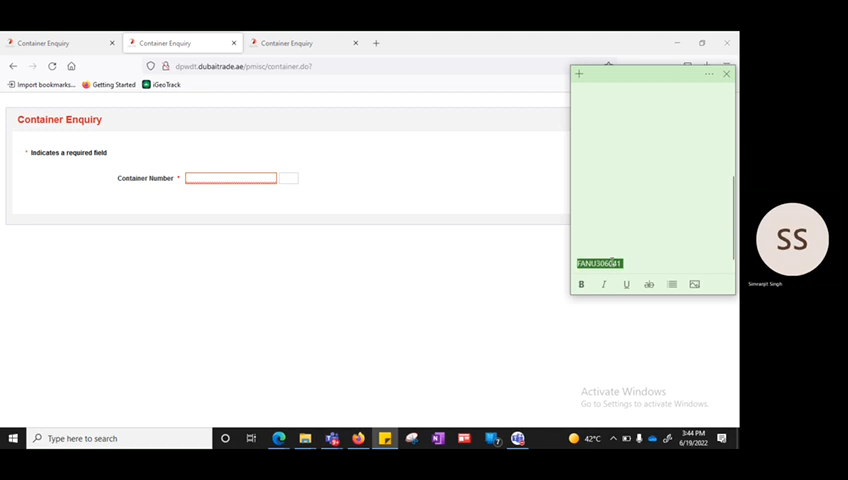 Container Enquiry
Container Enquiry
Container Enquiry
dpwdt.dubaitrade.ae/pmisc/container.do?
Import bookmarks...
Getting Started
iGeoTrack
Container Enquiry
* Indicates a required field
Container Number *
B I U ab
SS
Simranjit Singh
Activate Windows
Go to Settings to activate Windows.
Type here to search
42°C
3:44 PM
6/19/2022